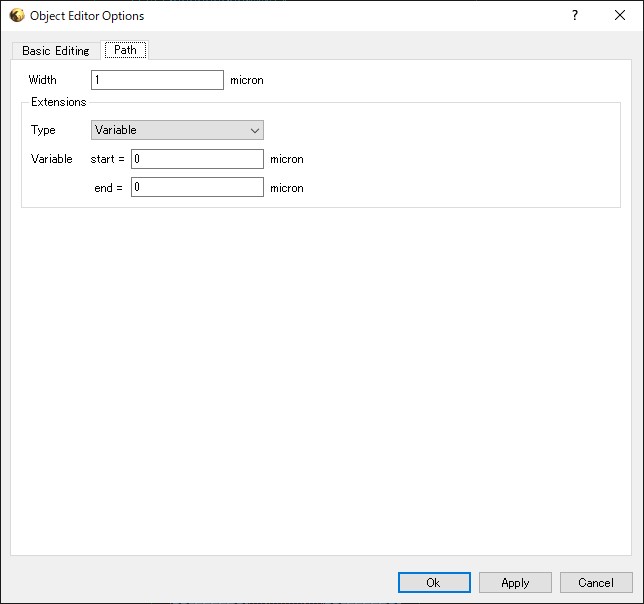 Object Editor Options
Basic Editing Path
Width 1 micron
Extensions
Type Variable
Variable start = 0 micron
end = 0 micron
Ok Apply Cancel